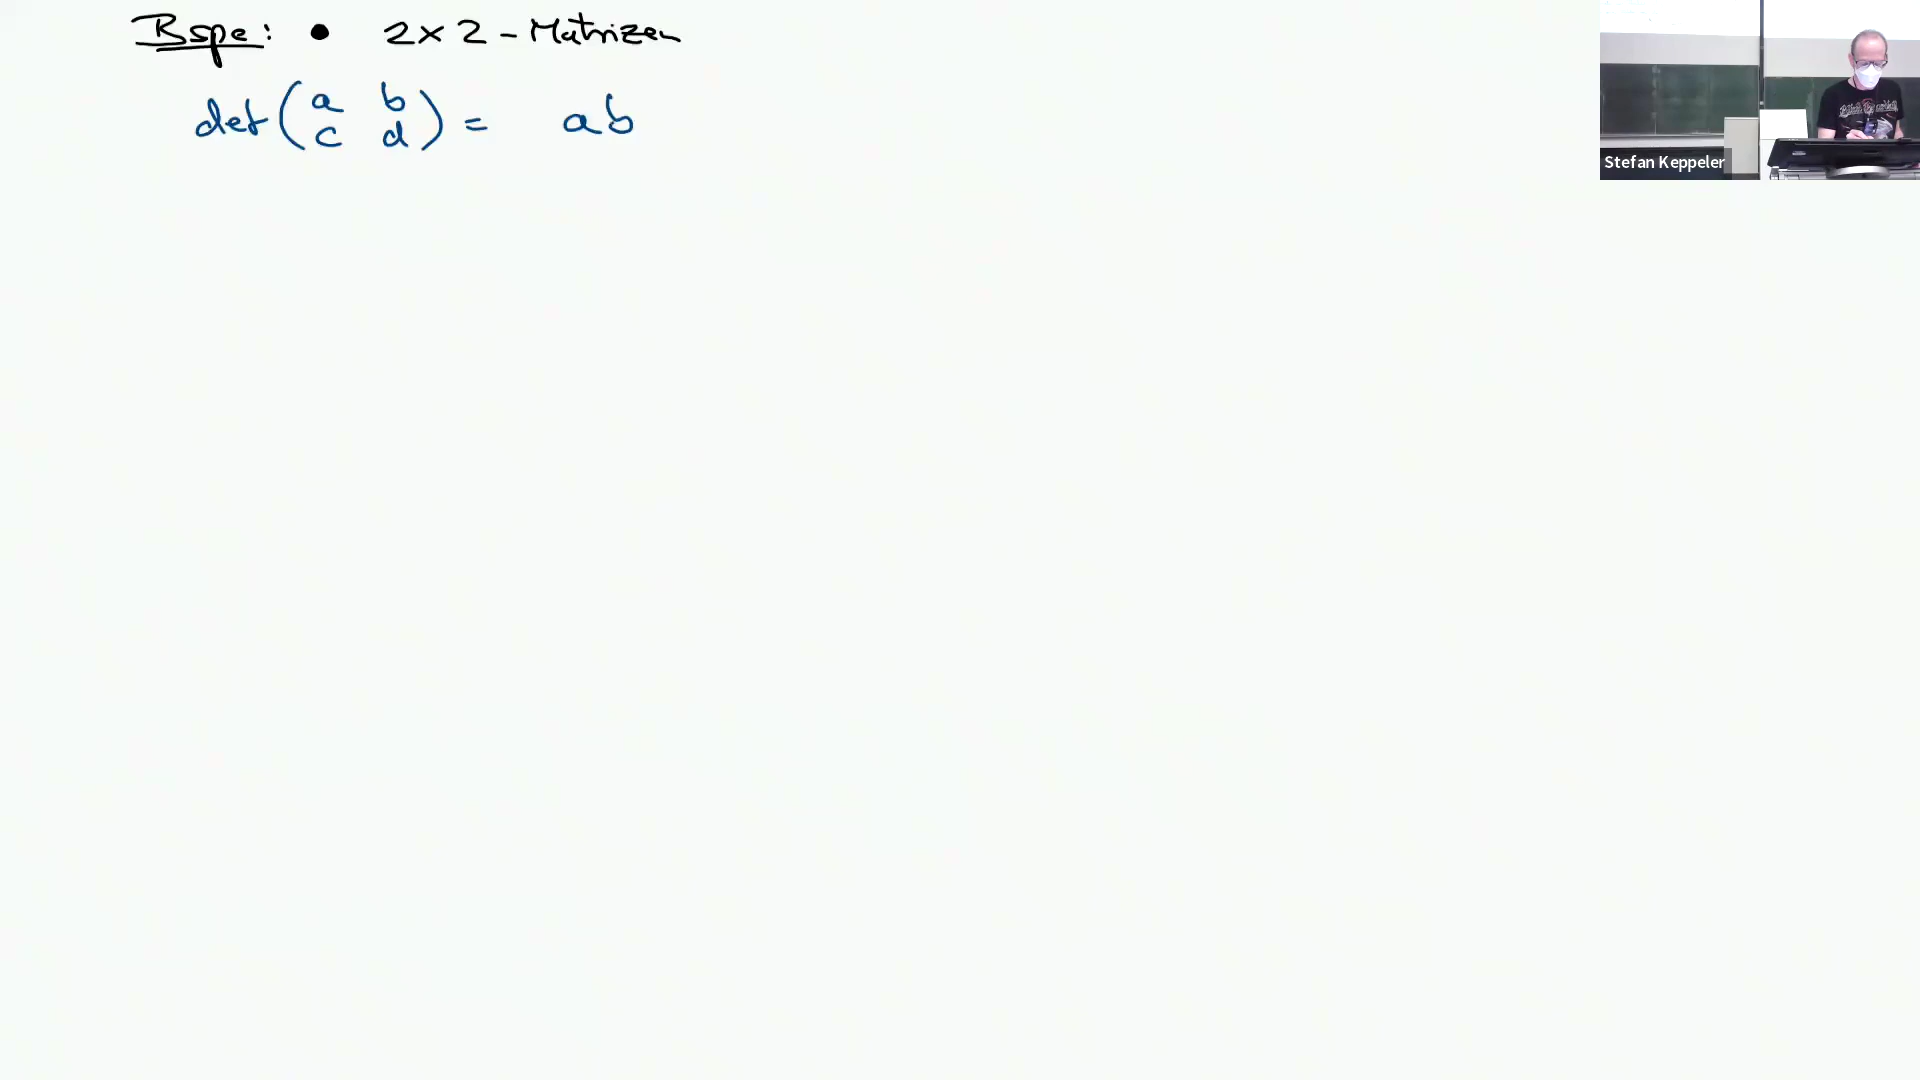 Bspe: • 2×2-Matrizen
det(a b
c d) = ab
Stefan Keppeler